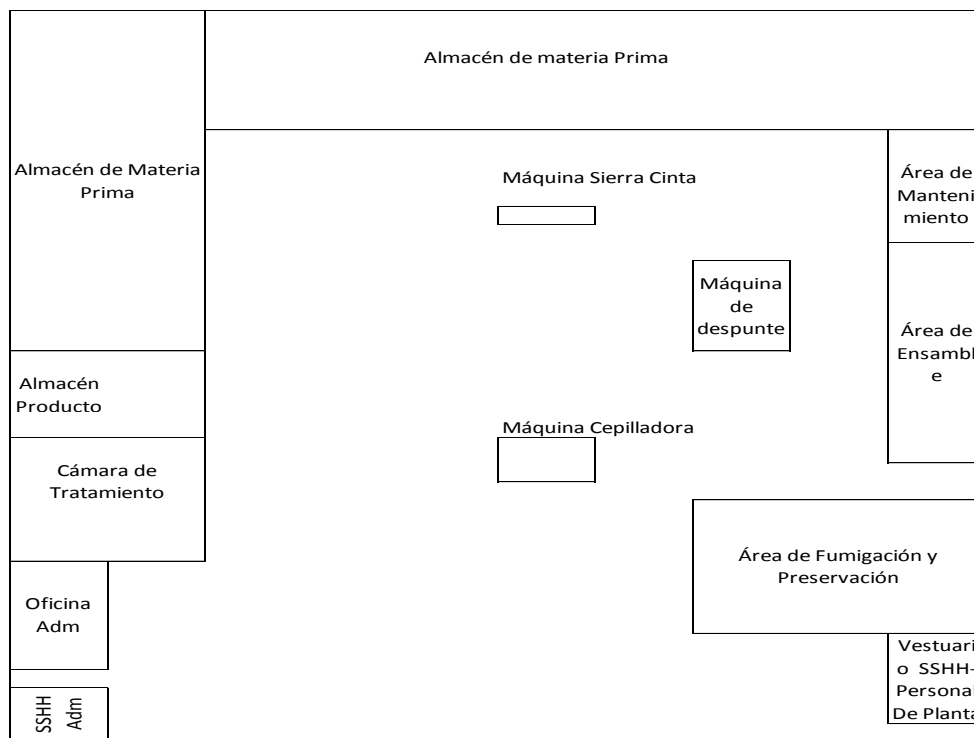 Almacén de materia Prima
Almacén de Materia
Prima
Máquina Sierra Cinta
Área de
Manteni
miento
Máquina
de
despunte
Área de
Ensambl
e
Almacén
Producto
Máquina Cepilladora
Cámara de
Tratamiento
Área de Fumigación y
Preservación
Oficina
Adm
Vestuari
o SSHH-
Personal
De Planta
SSHH
Adm